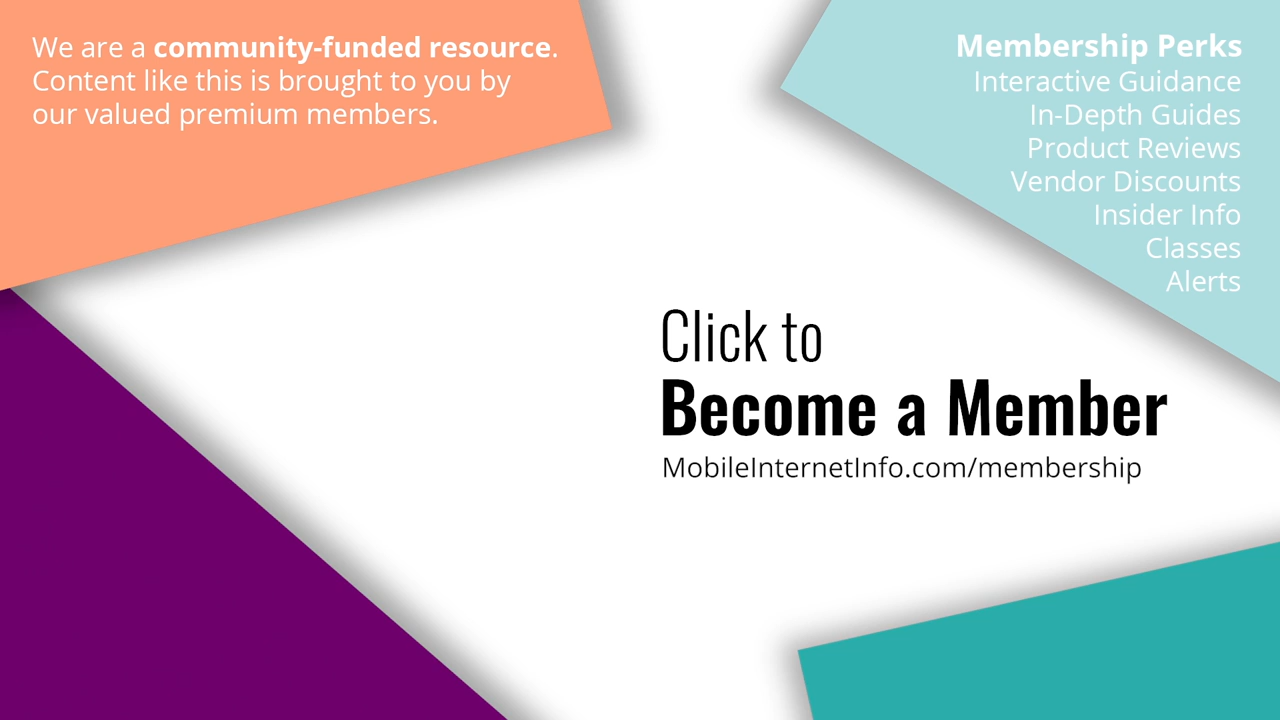 We are a community-funded resource.
Content like this is brought to you by
our valued premium members.
Membership Perks
Interactive Guidance
In-Depth Guides
Product Reviews
Vendor Discounts
Insider Info
Classes
Alerts
Click to
Become a Member
MobileInternetInfo.com/membership